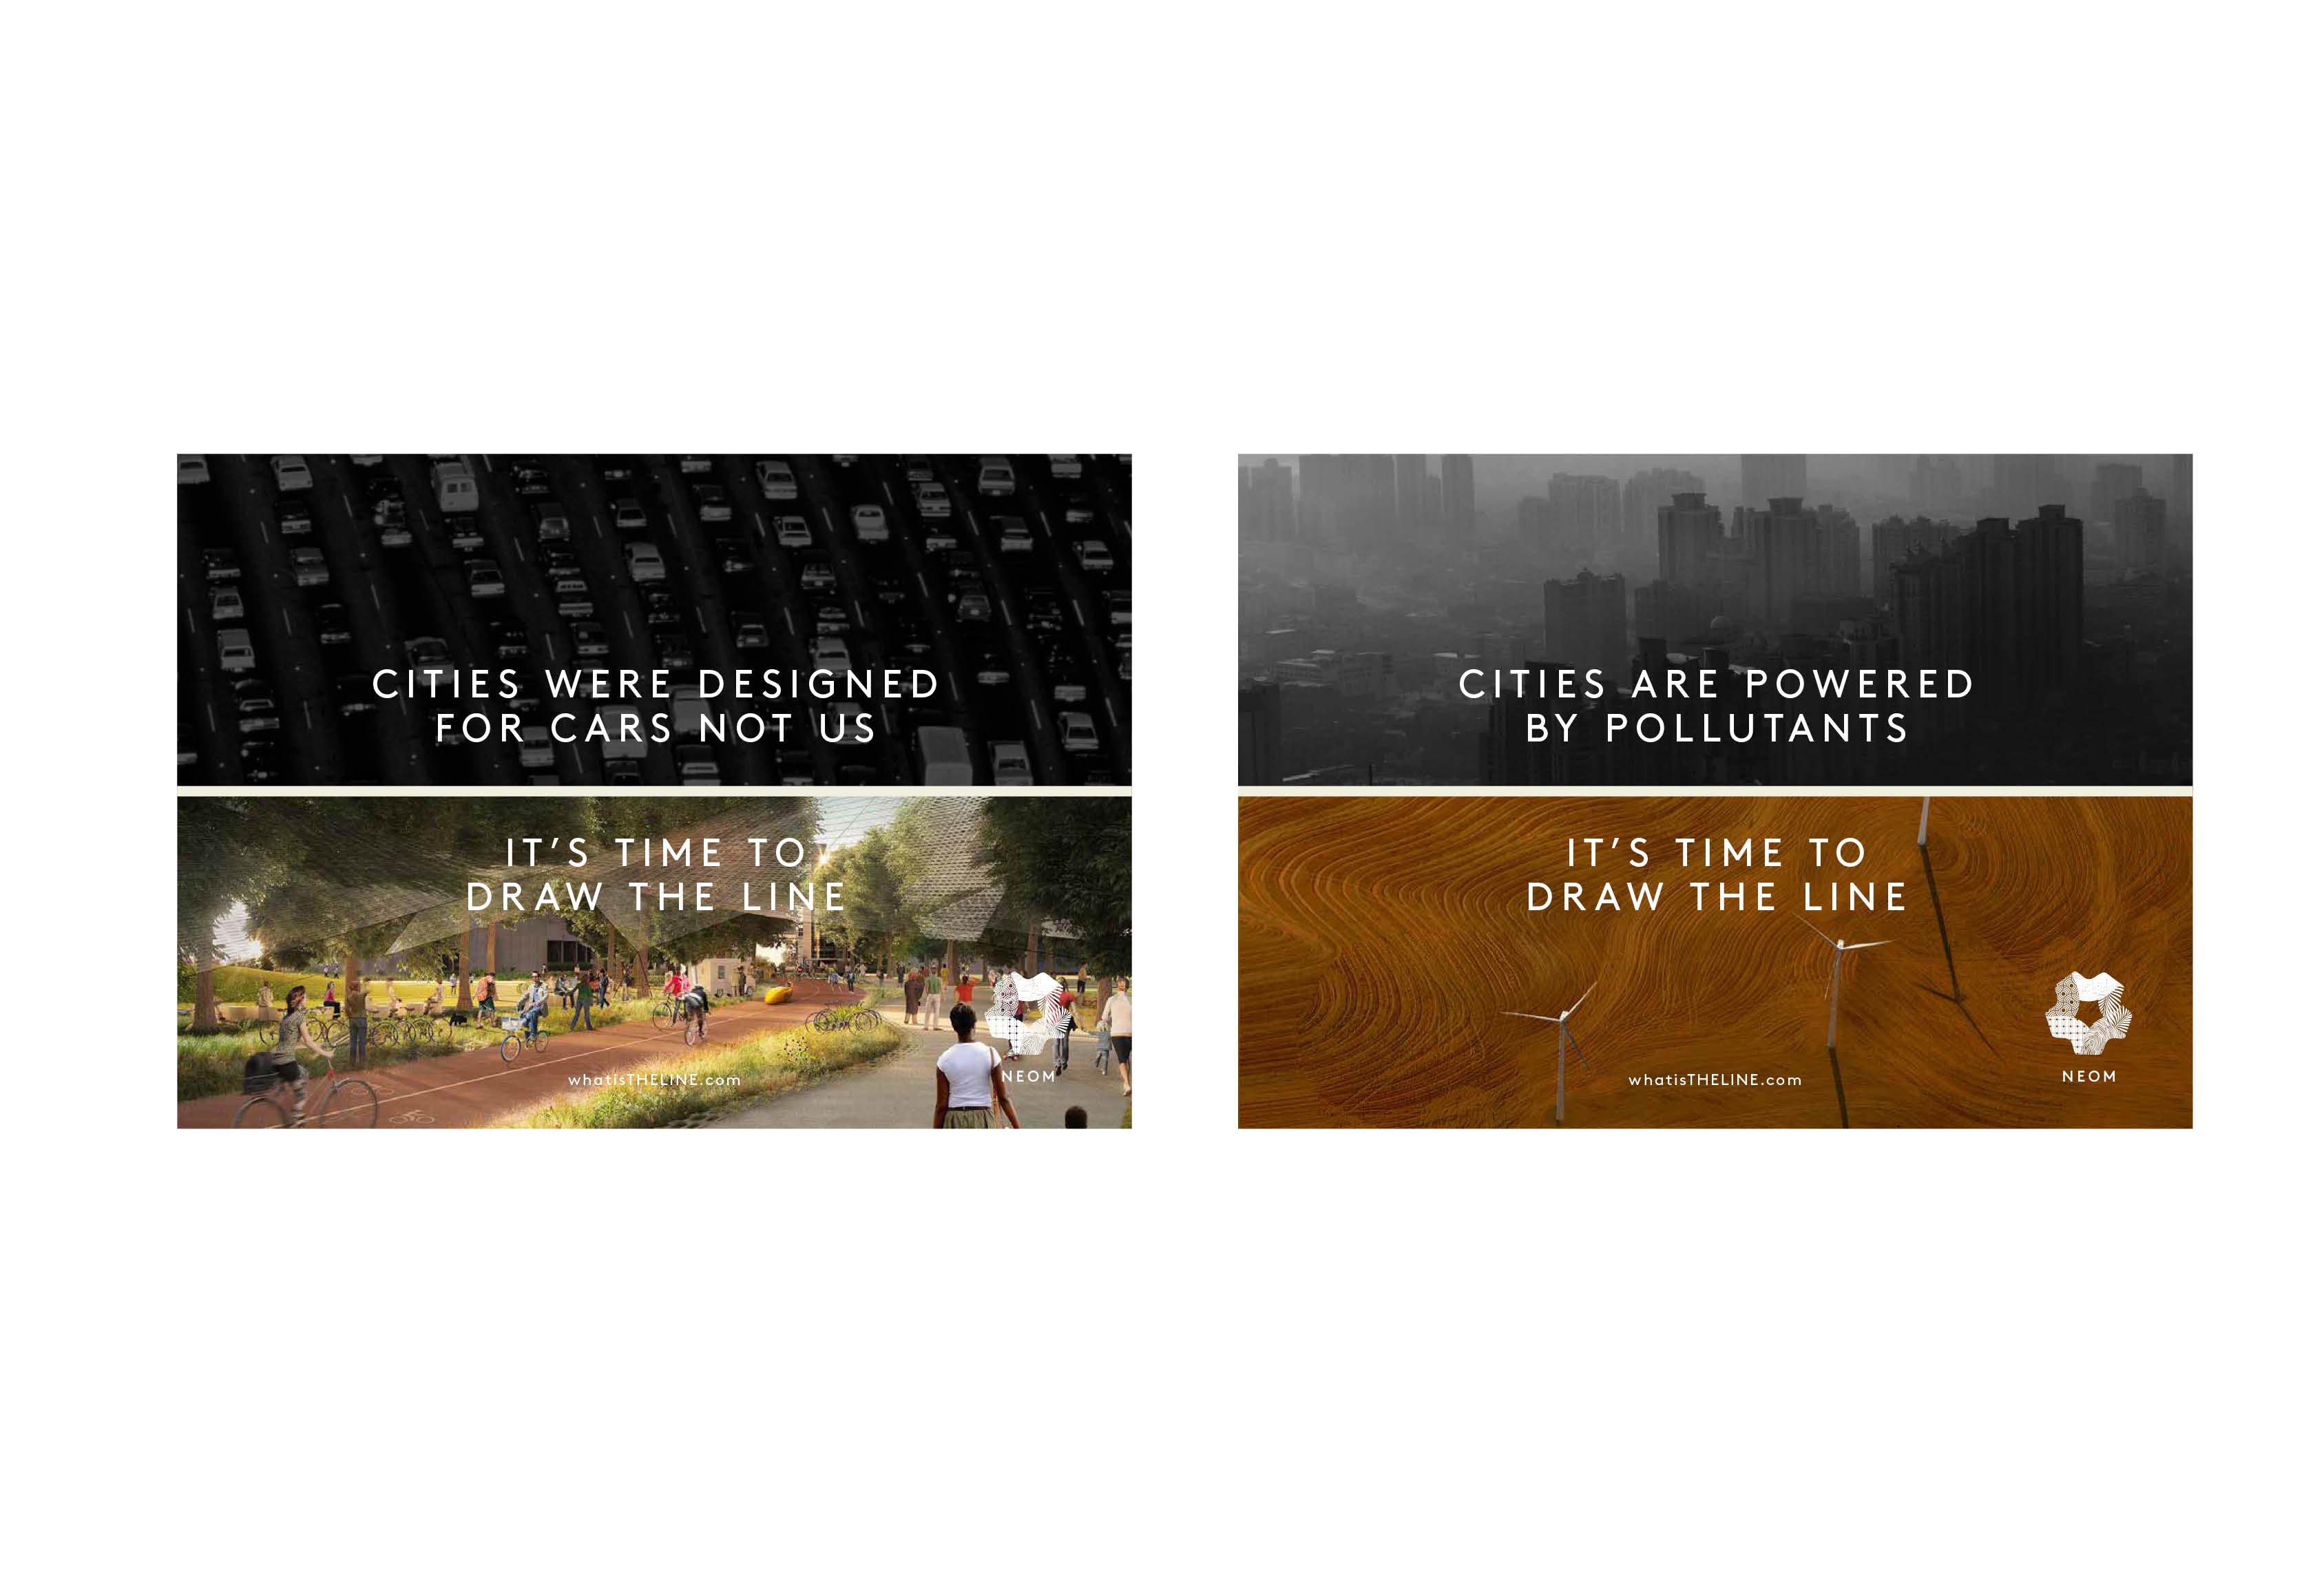 CITIES WERE DESIGNED
FOR CARS NOT US
IT’S TIME TO
DRAW THE LINE
whatisTHELINE.com
NEOM
CITIES ARE POWERED
BY POLLUTANTS
IT’S TIME TO
DRAW THE LINE
whatisTHELINE.com
NEOM